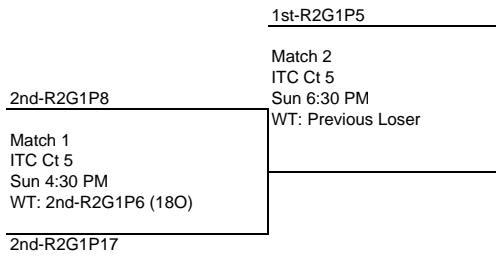 1st-R2G1P5
Match 2
ITC Ct 5
Sun 6:30 PM
WT: Previous Loser
2nd-R2G1P8
Match 1
ITC Ct 5
Sun 4:30 PM
WT: 2nd-R2G1P6 (18O)
2nd-R2G1P17